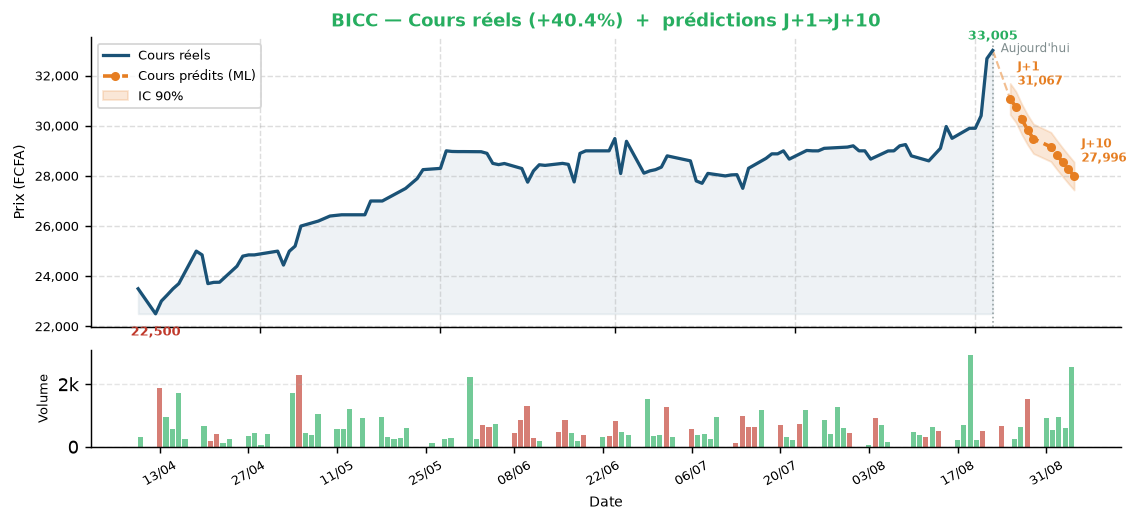 BICC — Cours réels (+40.4%)  +  prédictions J+1→J+10
33,005
Aujourd'hui
Cours réels
Cours prédits (ML)
IC 90%
J+1
31,067
J+10
27,996
22,500
Prix (FCFA)
32,000
30,000
28,000
26,000
24,000
22,000
Volume
2k
0
13/04
27/04
11/05
25/05
08/06
22/06
06/07
20/07
03/08
17/08
31/08
Date